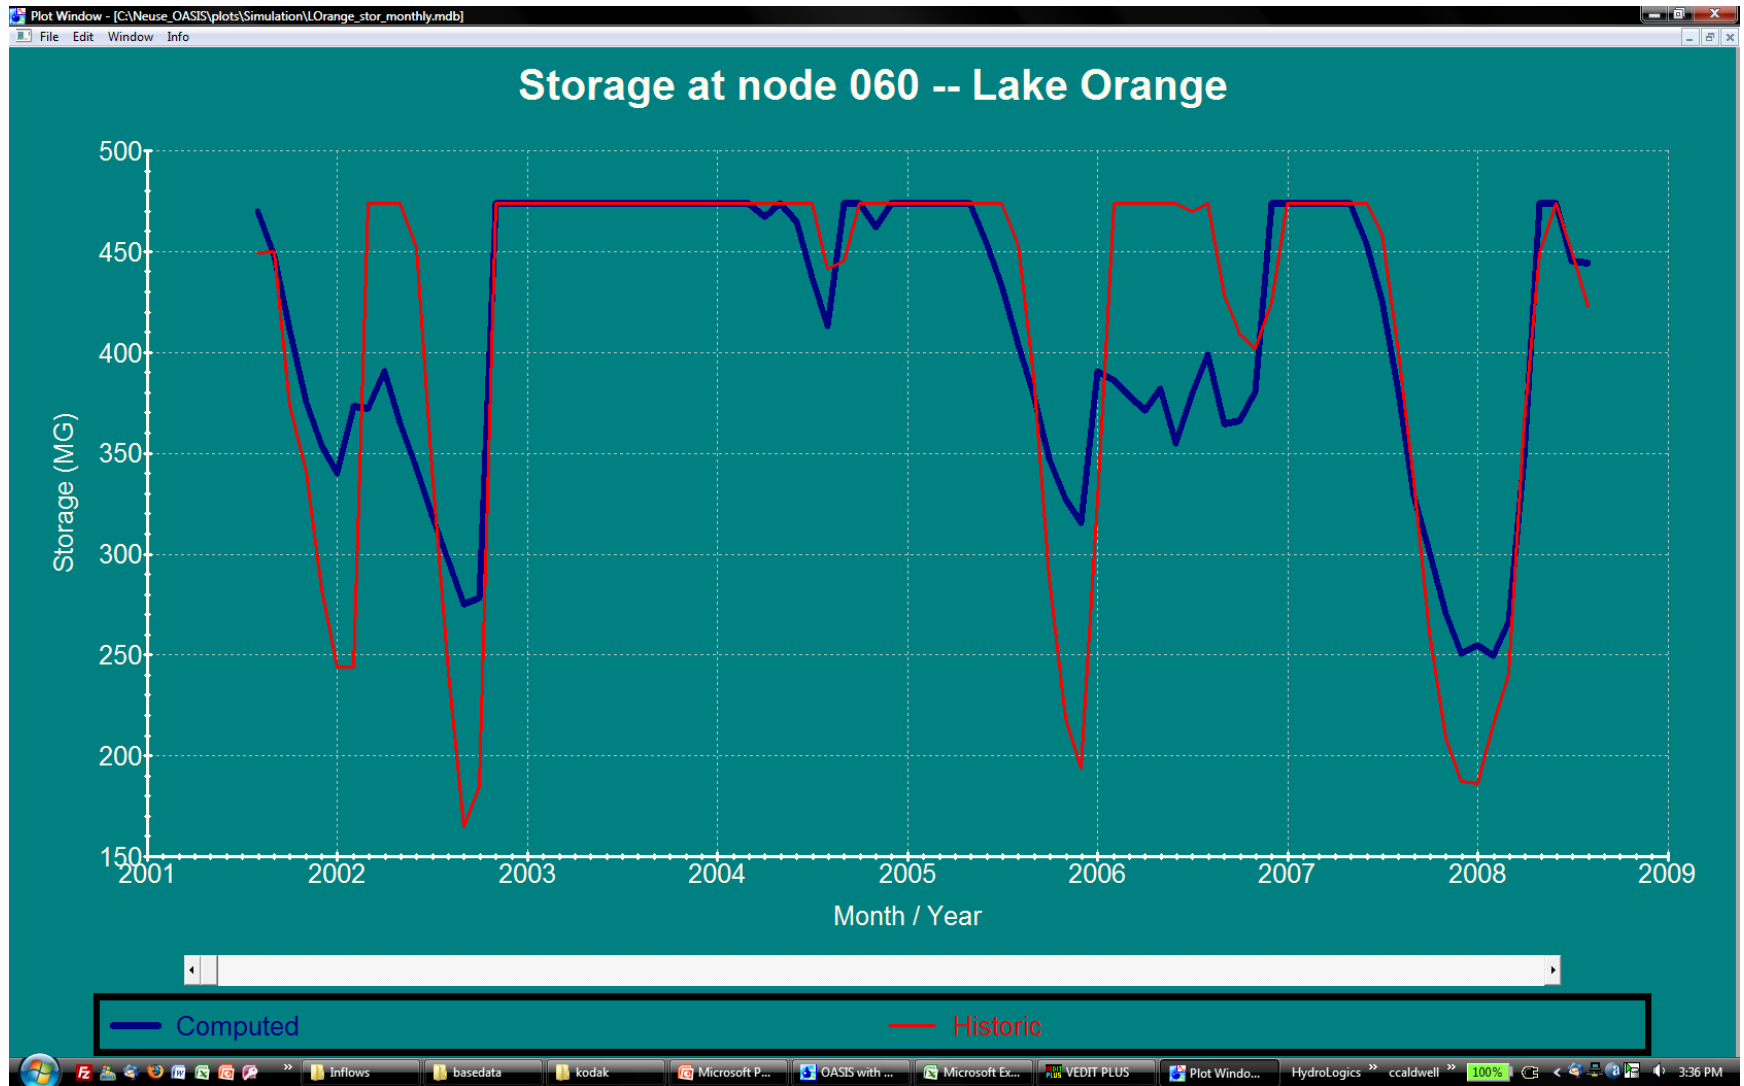 Plot Window - [C:\Neuse_OASIS\plots\Simulation\LOrange_stor_monthly.mdb]
File Edit Window Info
Storage at node 060 -- Lake Orange
500
450
400
350
300
250
200
150
Storage (MG)
2001 2002 2003 2004 2005 2006 2007 2008 2009
Month / Year
Computed Historic
Inflows basedata kodak Microsoft P... OASIS with ... Microsoft Ex... VEDIT PLUS Plot Windo... HydroLogics » ccaldwell » 100% 3:36 PM